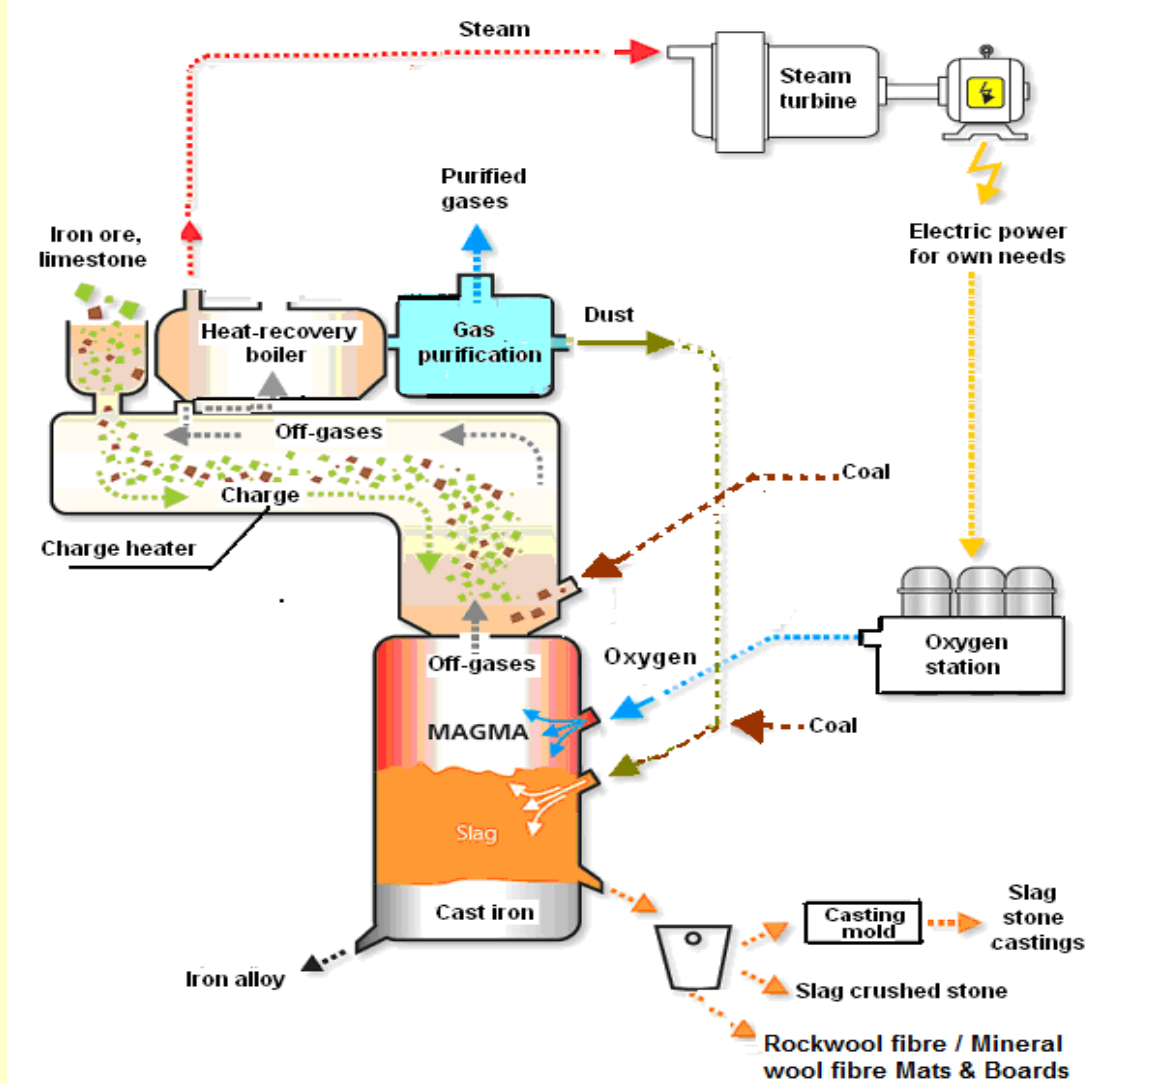 Steam
Steam
turbine
Purified
gases
Iron ore,
limestone
Electric power
for own needs
Heat-recovery
boiler
Gas
purification
Dust
Off-gases
Coal
Charge
Charge heater
Off-gases
Oxygen
Oxygen
station
MAGMA
Coal
Slag
Cast iron
Iron alloy
Casting
mold
Slag
stone
castings
Slag crushed stone
Rockwool fibre / Mineral
wool fibre Mats & Boards